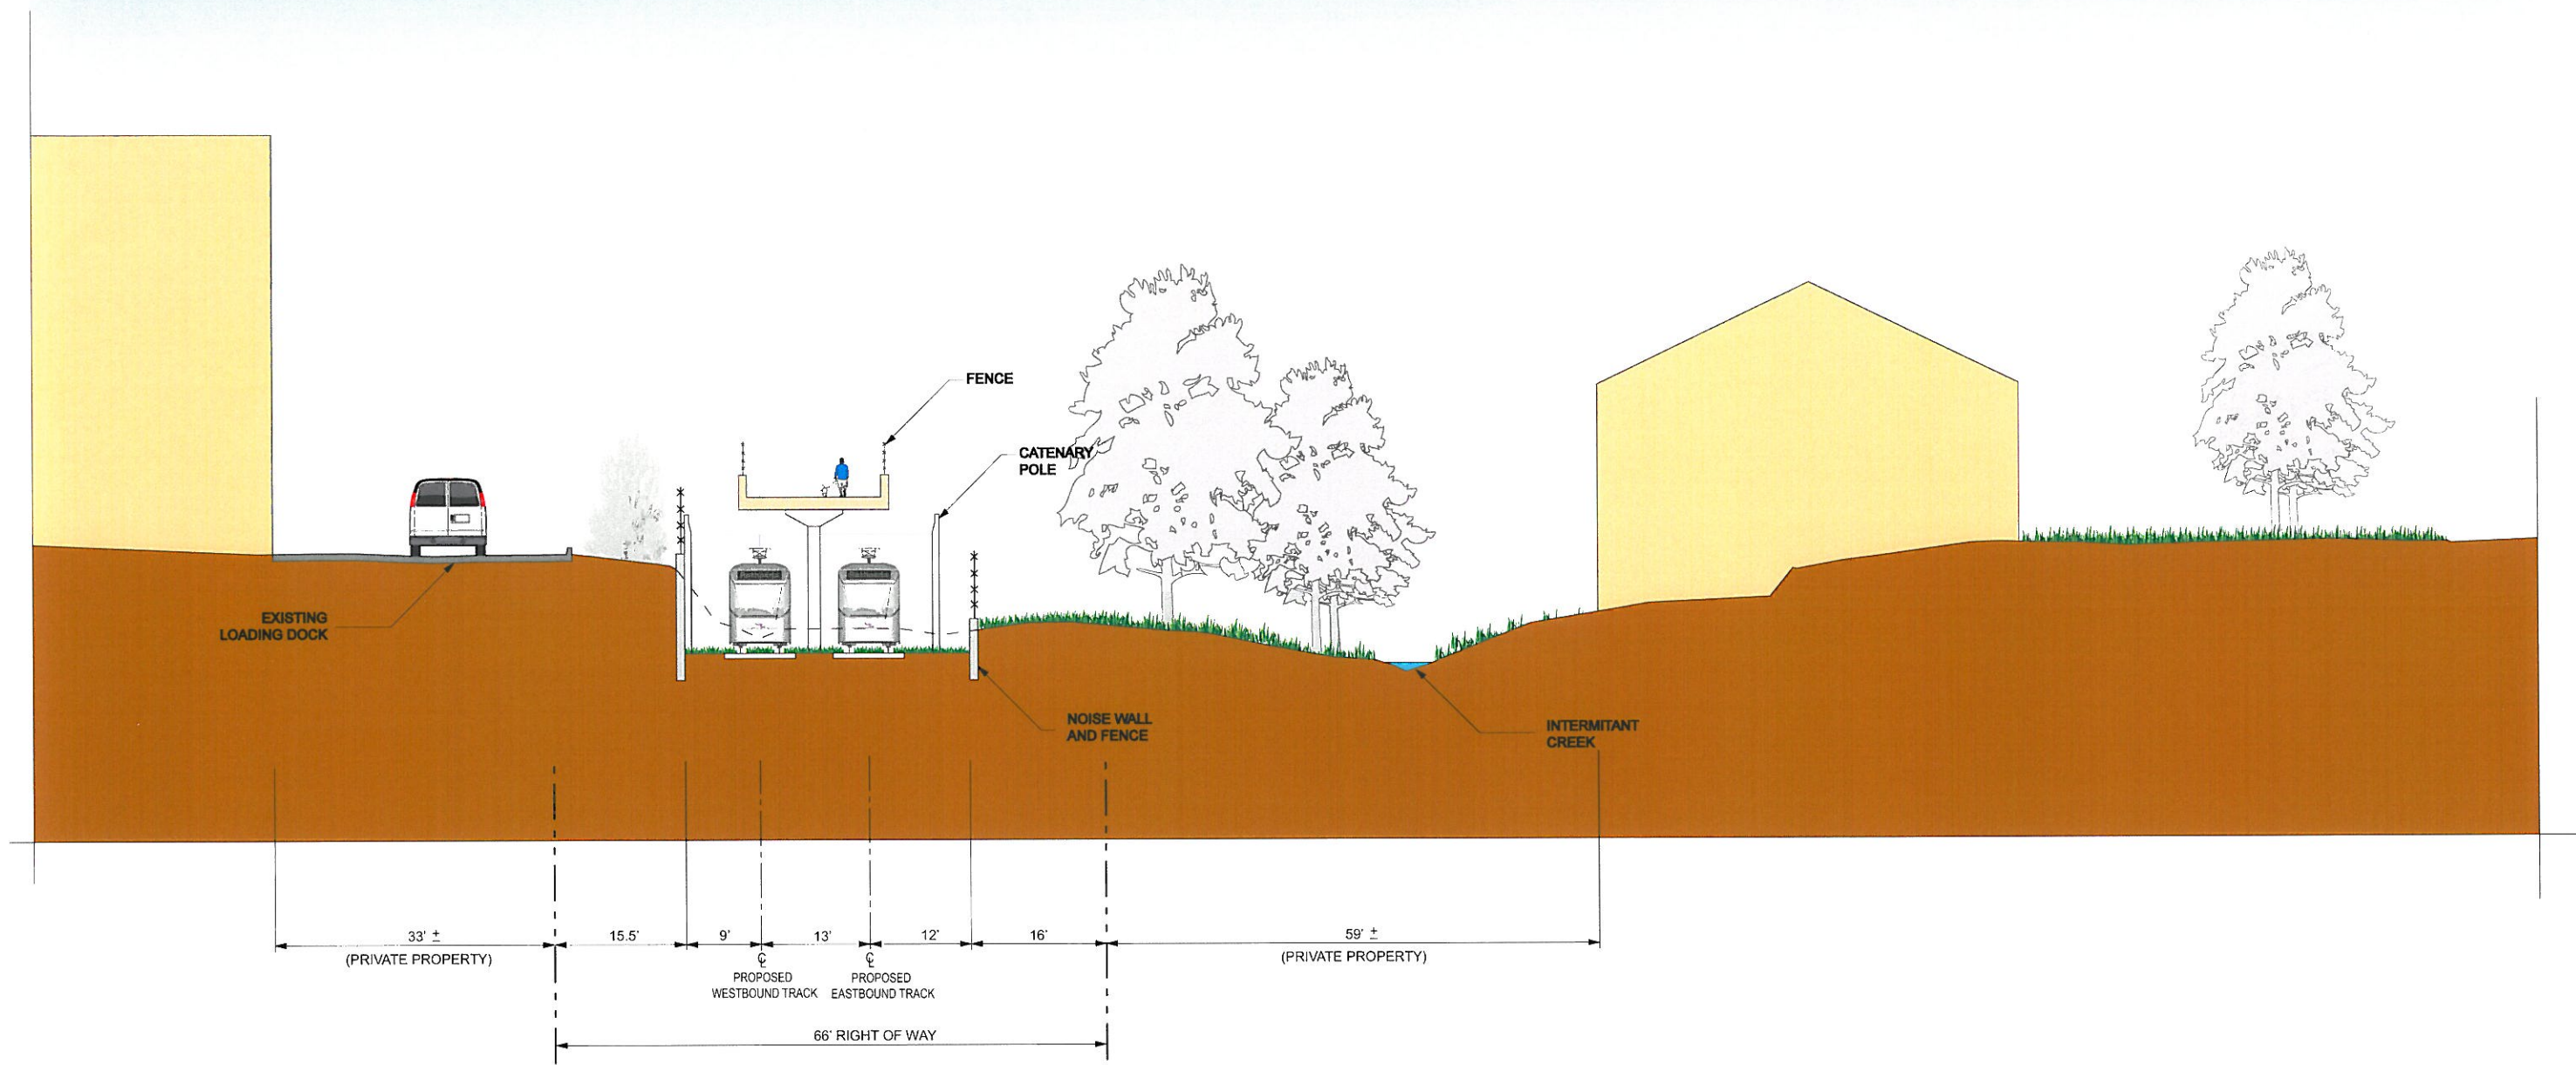 FENCE
CATENARY
POLE
EXISTING
LOADING DOCK
NOISE WALL
AND FENCE
INTERMITANT
CREEK
33' ±
(PRIVATE PROPERTY)
15.5'
9'
13'
12'
16'
59' ±
(PRIVATE PROPERTY)
℄
PROPOSED
WESTBOUND TRACK
℄
PROPOSED
EASTBOUND TRACK
66' RIGHT OF WAY